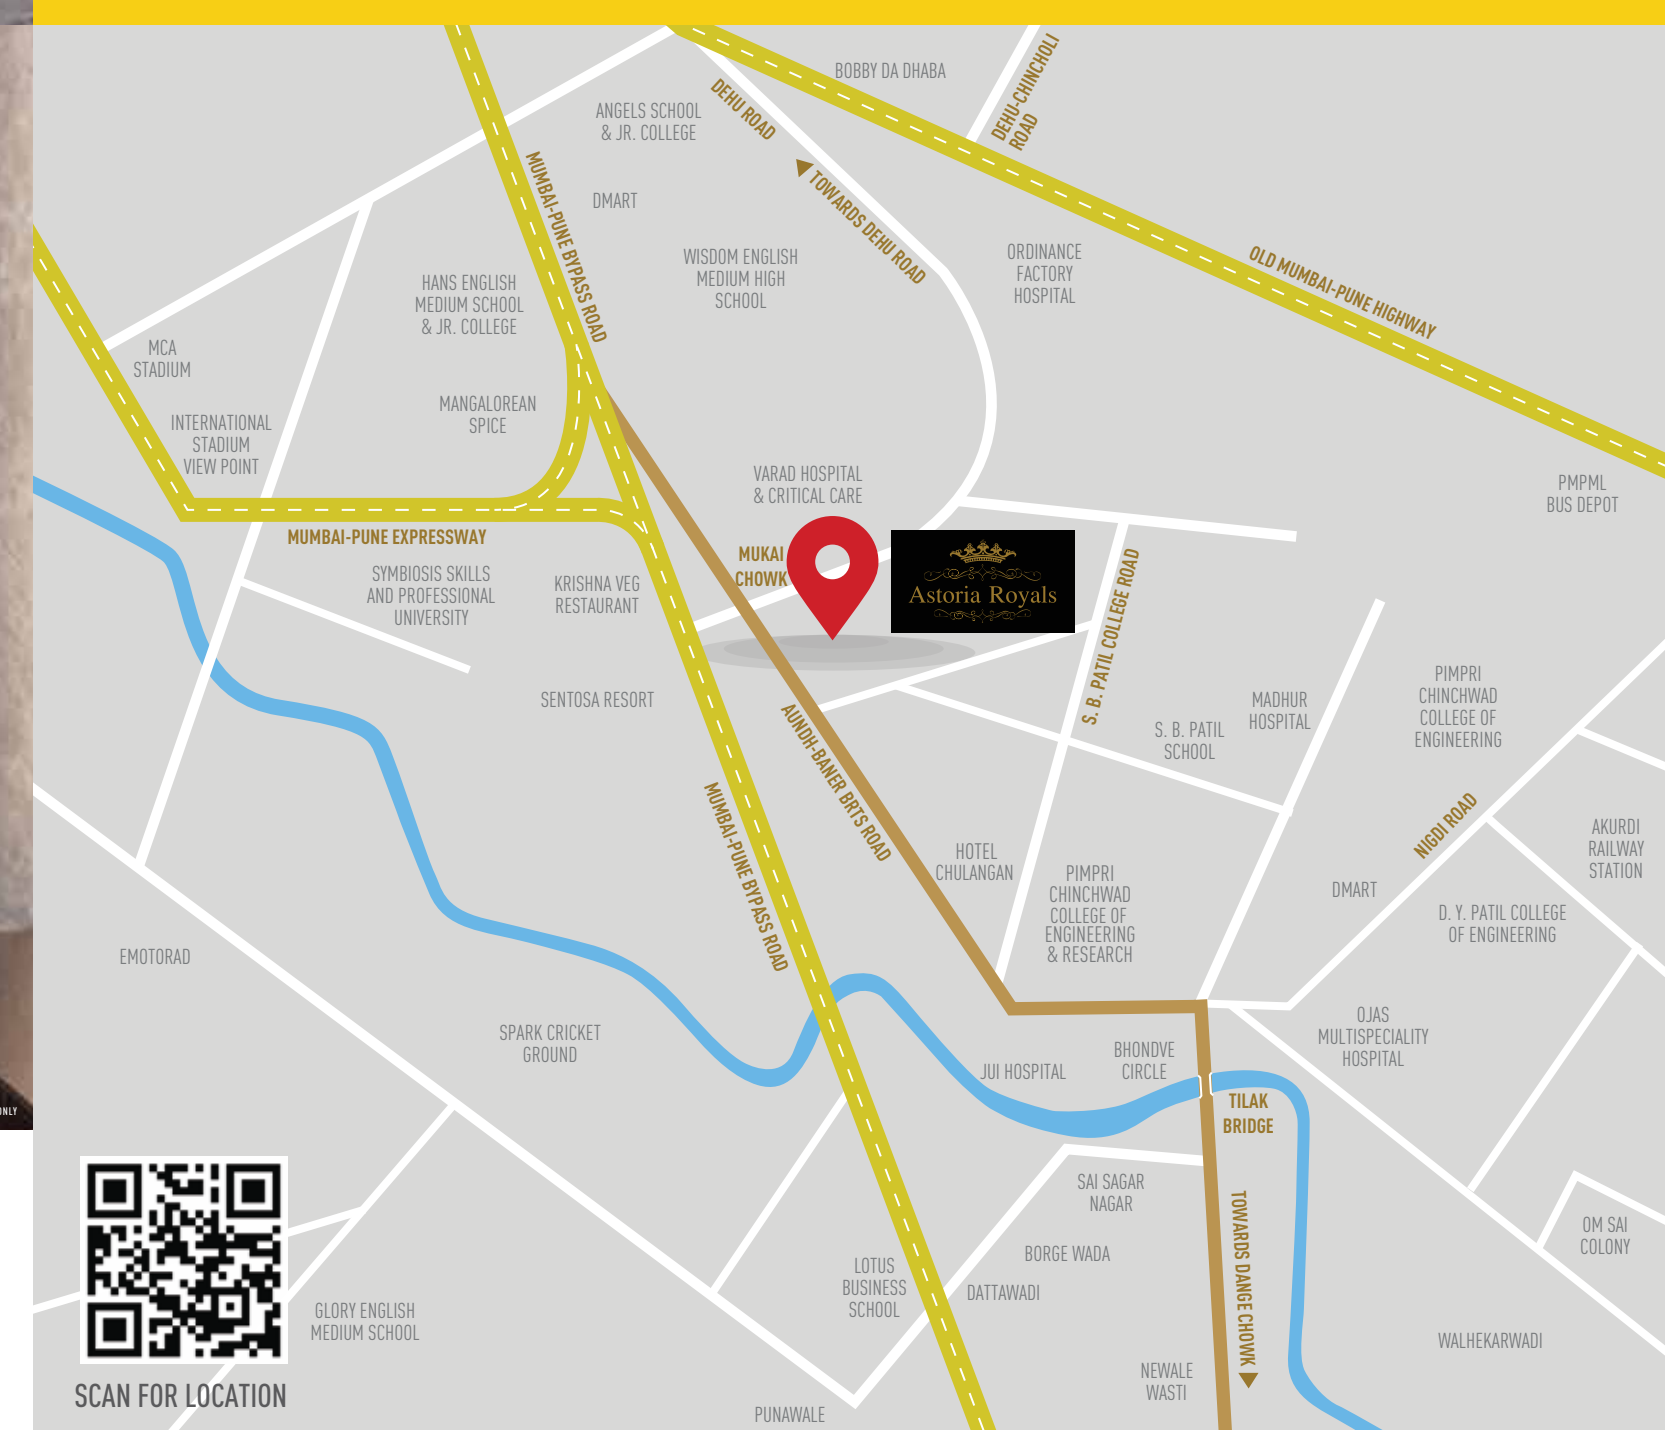 BOBBY DA DHABA
DEHU-CHINCHOLI
ROAD
ANGELS SCHOOL
& JR. COLLEGE
DEHU ROAD
MUMBAI-PUNE BYPASS ROAD
DMART
TOWARDS DEHU ROAD
WISDOM ENGLISH
MEDIUM HIGH
SCHOOL
ORDINANCE
FACTORY
HOSPITAL
OLD MUMBAI-PUNE HIGHWAY
HANS ENGLISH
MEDIUM SCHOOL
& JR. COLLEGE
MCA
STADIUM
MANGALOREAN
SPICE
INTERNATIONAL
STADIUM
VIEW POINT
VARAD HOSPITAL
& CRITICAL CARE
PMPML
BUS DEPOT
MUMBAI-PUNE EXPRESSWAY
MUKAI
CHOWK
Astoria Royals
SYMBIOSIS SKILLS
AND PROFESSIONAL
UNIVERSITY
KRISHNA VEG
RESTAURANT
S. B. PATIL COLLEGE ROAD
SENTOSA RESORT
MADHUR
HOSPITAL
PIMPRI
CHINCHWAD
COLLEGE OF
ENGINEERING
S. B. PATIL
SCHOOL
AUNDH-BANER BRTS ROAD
MUMBAI-PUNE BYPASS ROAD
NIGDI ROAD
AKURDI
RAILWAY
STATION
HOTEL
CHULANGAN
PIMPRI
CHINCHWAD
COLLEGE OF
ENGINEERING
& RESEARCH
DMART
D. Y. PATIL COLLEGE
OF ENGINEERING
EMOTORAD
SPARK CRICKET
GROUND
OJAS
MULTISPECIALITY
HOSPITAL
JUI HOSPITAL
BHONDVE
CIRCLE
TILAK
BRIDGE
ONLY
SAI SAGAR
NAGAR
TOWARDS DANGE CHOWK
OM SAI
COLONY
BORGE WADA
LOTUS
BUSINESS
SCHOOL
DATTAWADI
GLORY ENGLISH
MEDIUM SCHOOL
WALHEKARWADI
NEWALE
WASTI
SCAN FOR LOCATION
PUNAWALE